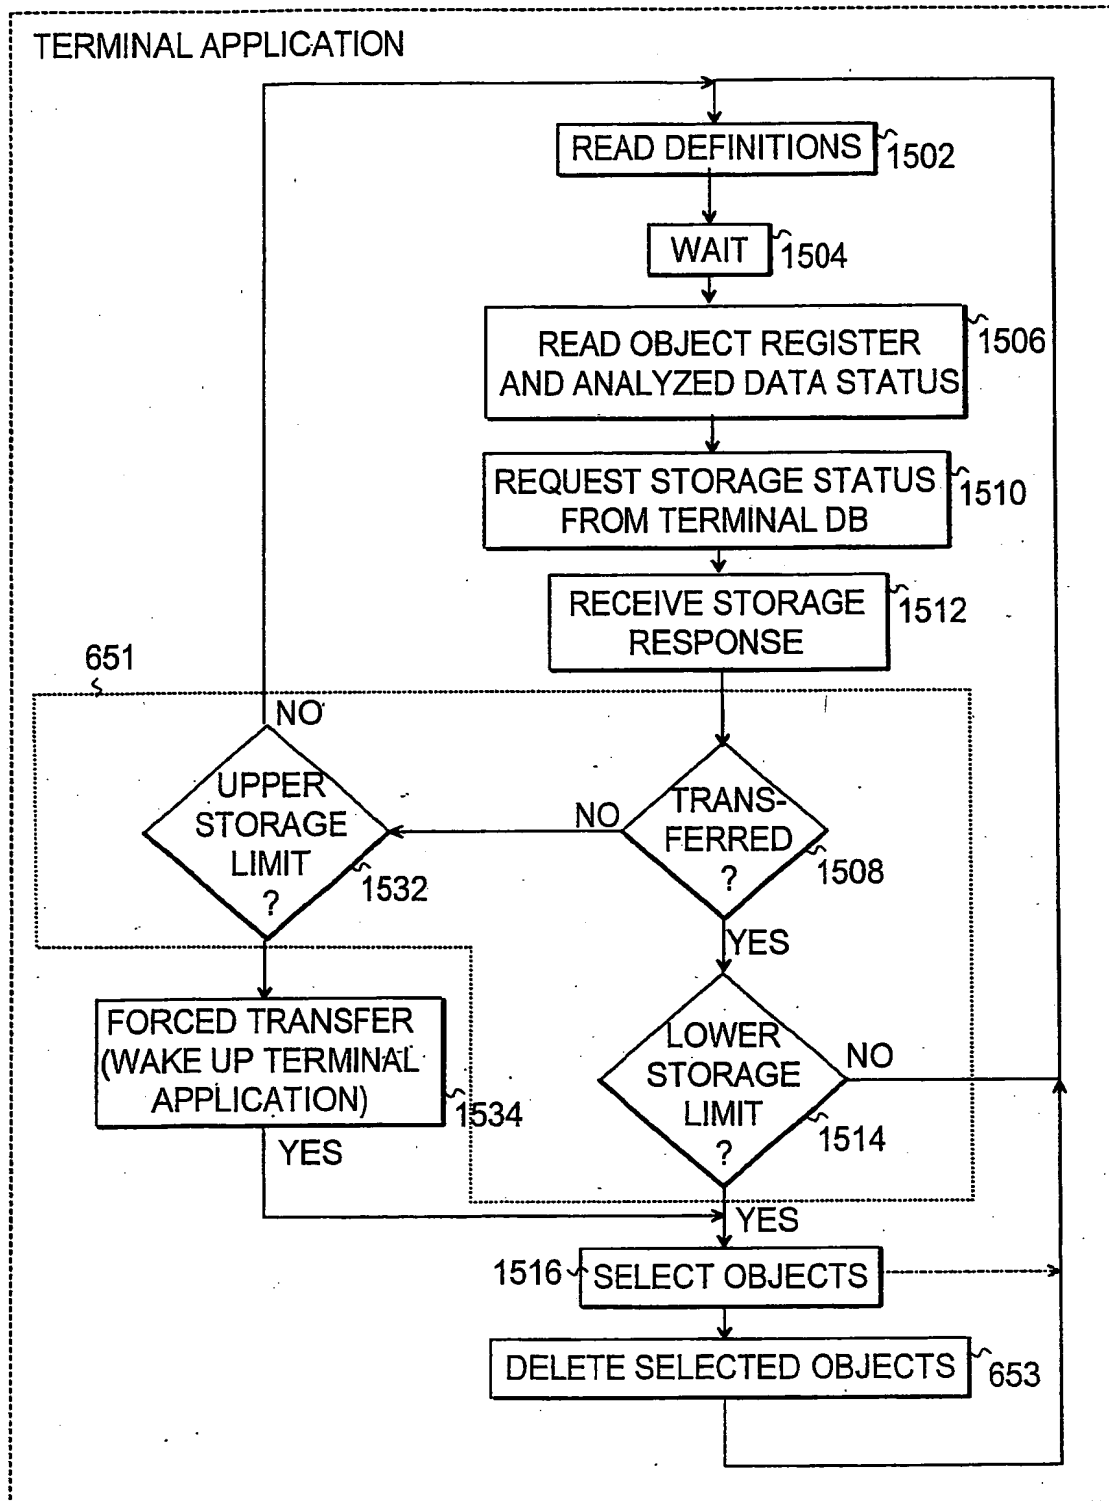 TERMINAL APPLICATION
READ DEFINITIONS
1502
WAIT
1504
READ OBJECT REGISTER
AND ANALYZED DATA STATUS
1506
REQUEST STORAGE STATUS
FROM TERMINAL DB
1510
RECEIVE STORAGE
RESPONSE
1512
651
NO
UPPER
STORAGE
LIMIT
?
1532
NO
TRANS-
FERRED
?
1508
YES
FORCED TRANSFER
(WAKE UP TERMINAL
APPLICATION)
1534
YES
LOWER
STORAGE
LIMIT
?
1514
NO
YES
1516
SELECT OBJECTS
DELETE SELECTED OBJECTS
653